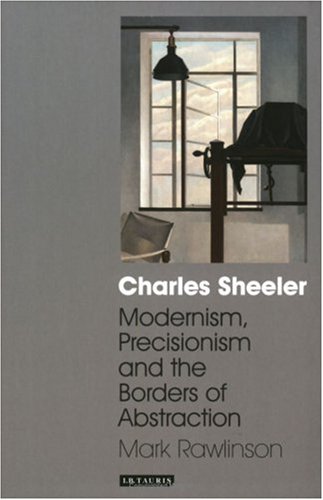 Charles Sheeler
Modernism,
Precisionism
and the
Borders of
Abstraction
Mark Rawlinson
I.B.TAURIS